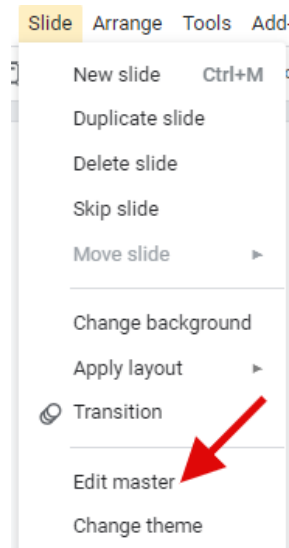 Slide Arrange Tools Add-
New slide Ctrl+M
Duplicate slide
Delete slide
Skip slide
Move slide
Change background
Apply layout
Transition
Edit master
Change theme